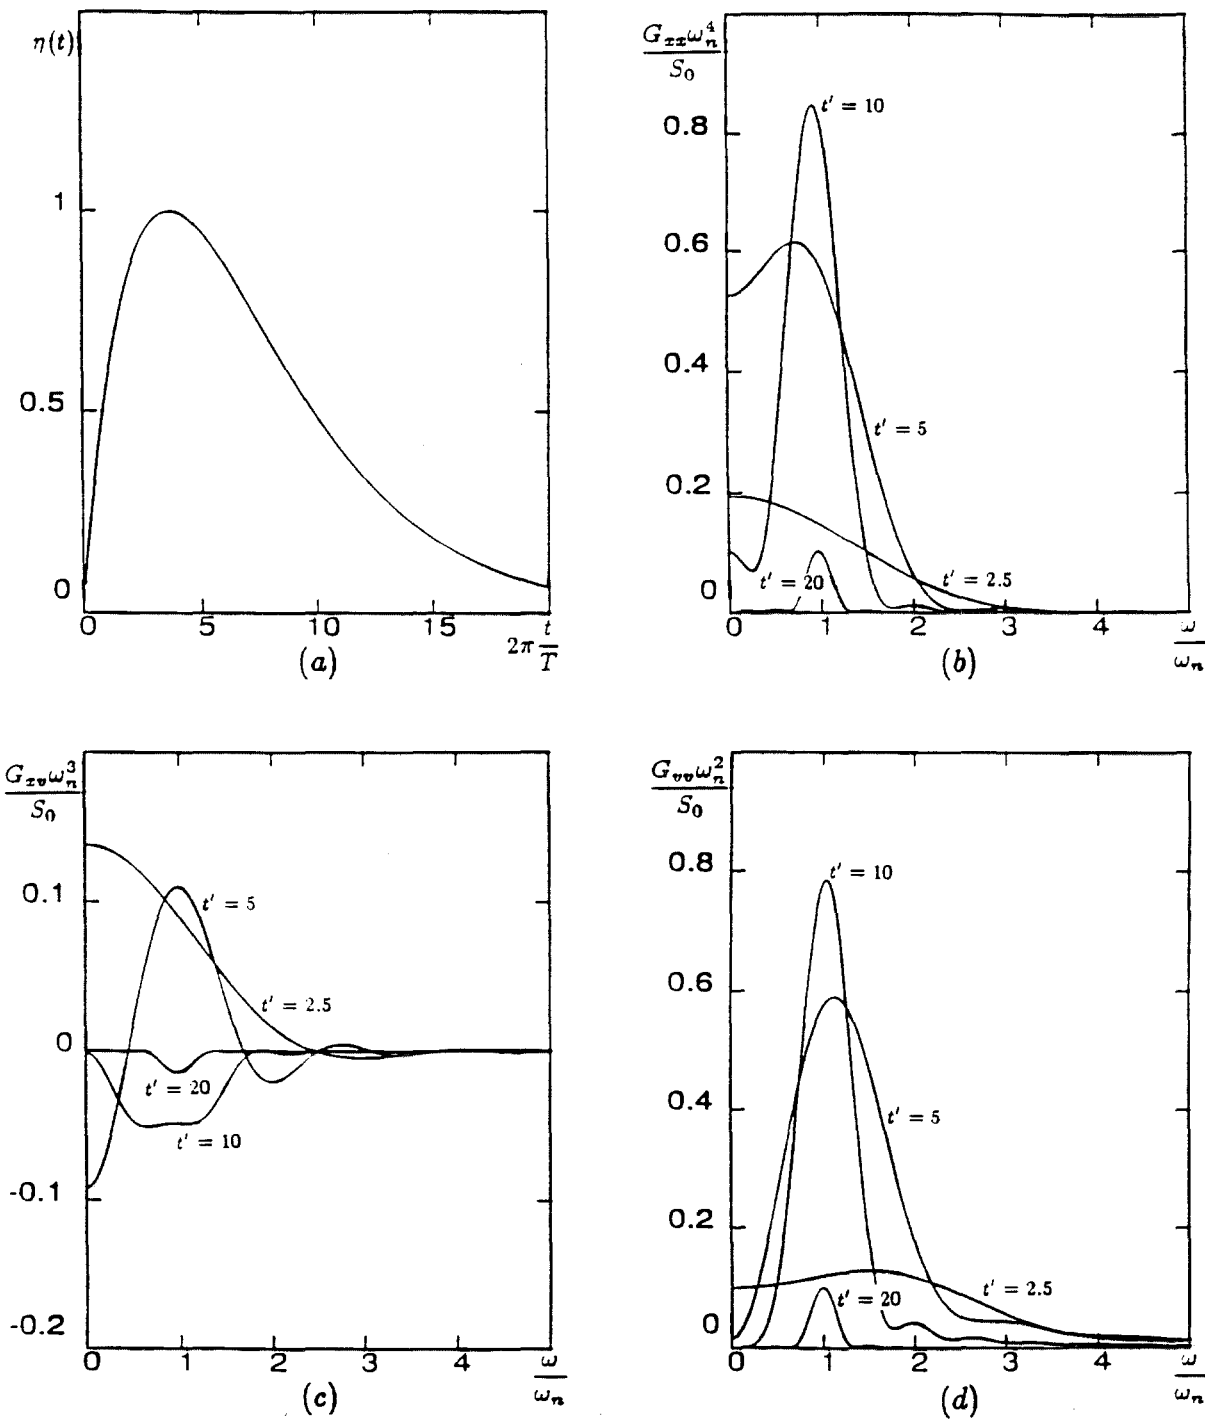 η(t)
1
0.5
0
0 5 10 15 2π t/T
(a)
G_xx ω_n^4 / S_0
0.8
0.6
0.4
0.2
0
t' = 10
t' = 5
t' = 20
t' = 2.5
0 1 2 3 4 ω/ω_n
(b)
G_xv ω_n^3 / S_0
0.1
0
-0.1
-0.2
t' = 5
t' = 2.5
t' = 20
t' = 10
0 1 2 3 4 ω/ω_n
(c)
G_vv ω_n^2 / S_0
0.8
0.6
0.4
0.2
0
t' = 10
t' = 5
t' = 2.5
t' = 20
0 1 2 3 4 ω/ω_n
(d)